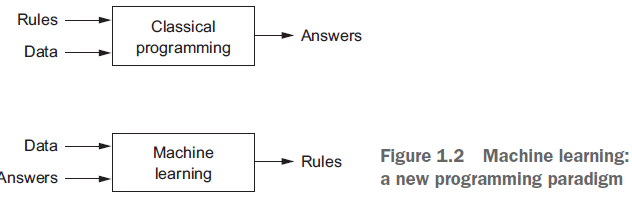 Rules
Data
Classical
programming
Answers
Data
Answers
Machine
learning
Rules
Figure 1.2 Machine learning:
a new programming paradigm